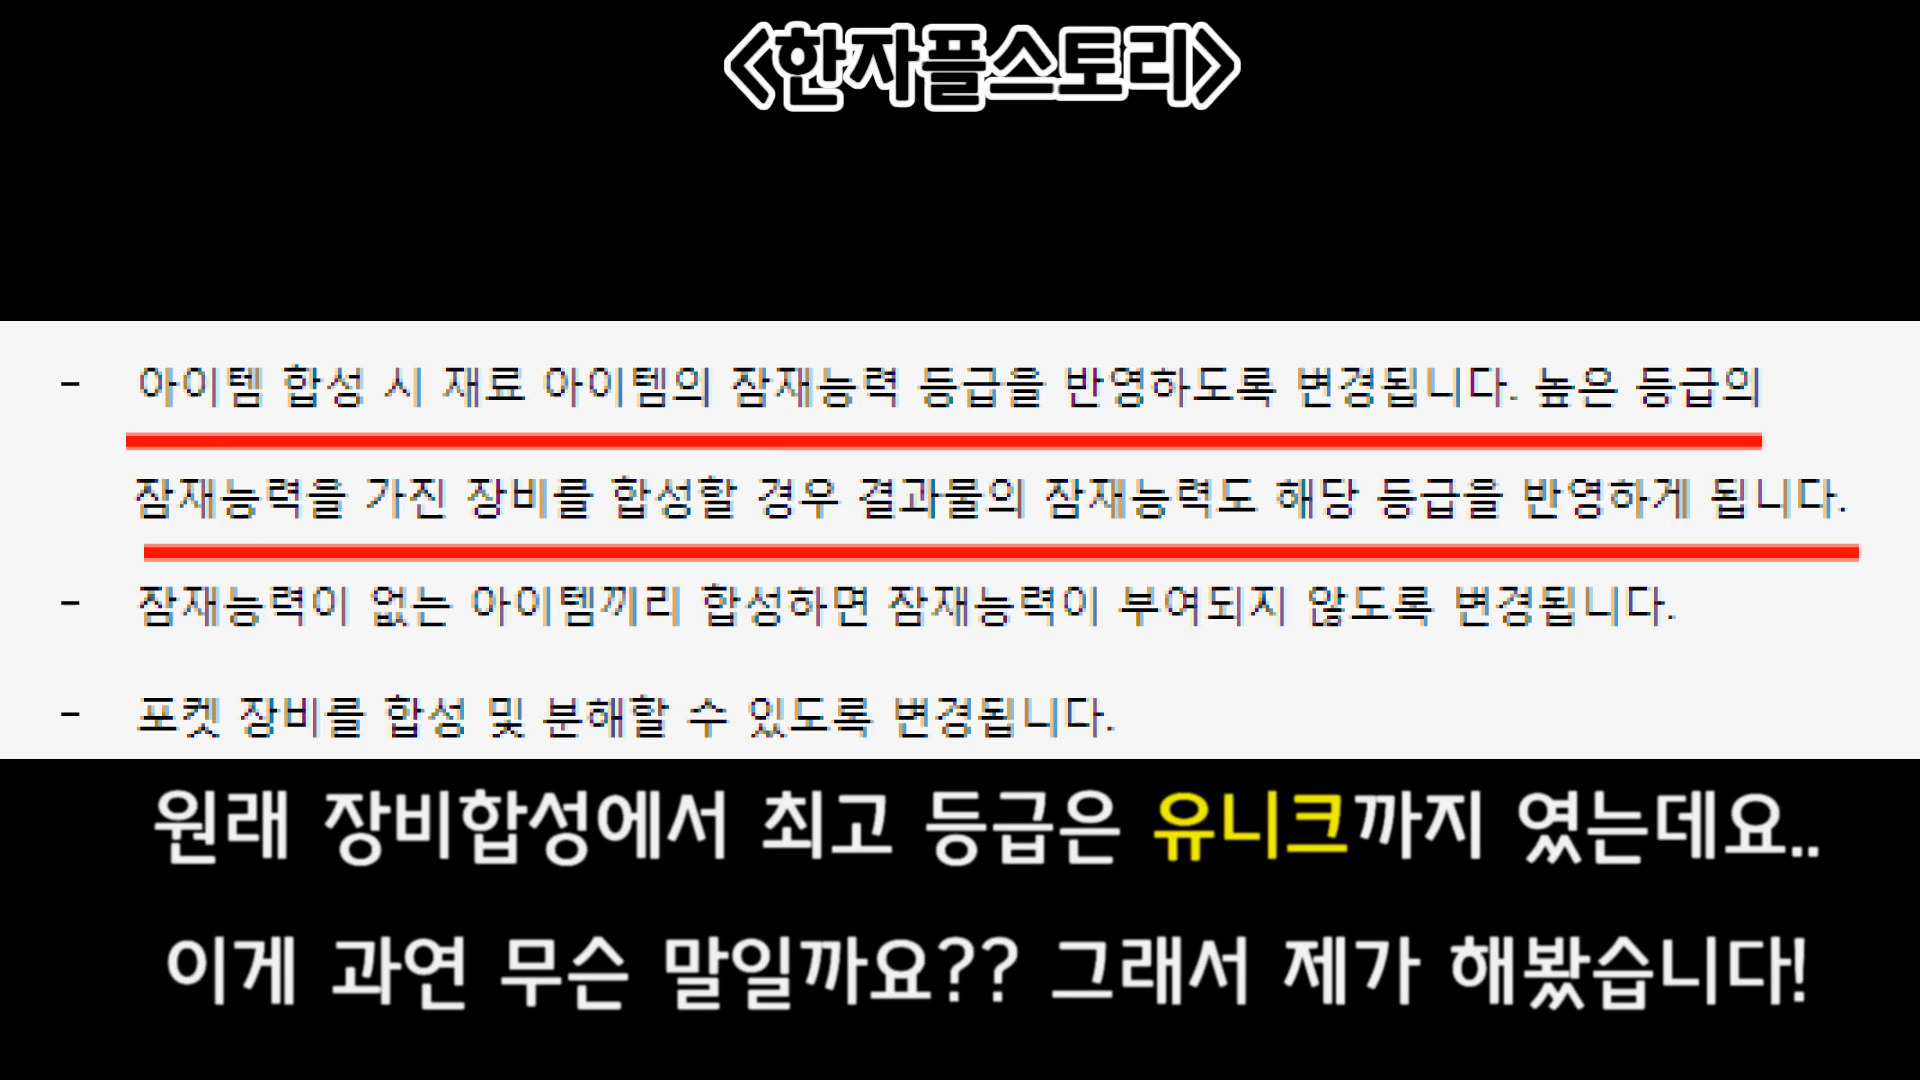 <한자플스토리>
- 아이템 합성 시 재료 아이템의 잠재능력 등급을 반영하도록 변경됩니다. 높은 등급의
잠재능력을 가진 장비를 합성할 경우 결과물의 잠재능력도 해당 등급을 반영하게 됩니다.
- 잠재능력이 없는 아이템끼리 합성하면 잠재능력이 부여되지 않도록 변경됩니다.
- 포켓 장비를 합성 및 분해할 수 있도록 변경됩니다.
원래 장비합성에서 최고 등급은 유니크까지 였는데요..
이게 과연 무슨 말일까요?? 그래서 제가 해봤습니다!